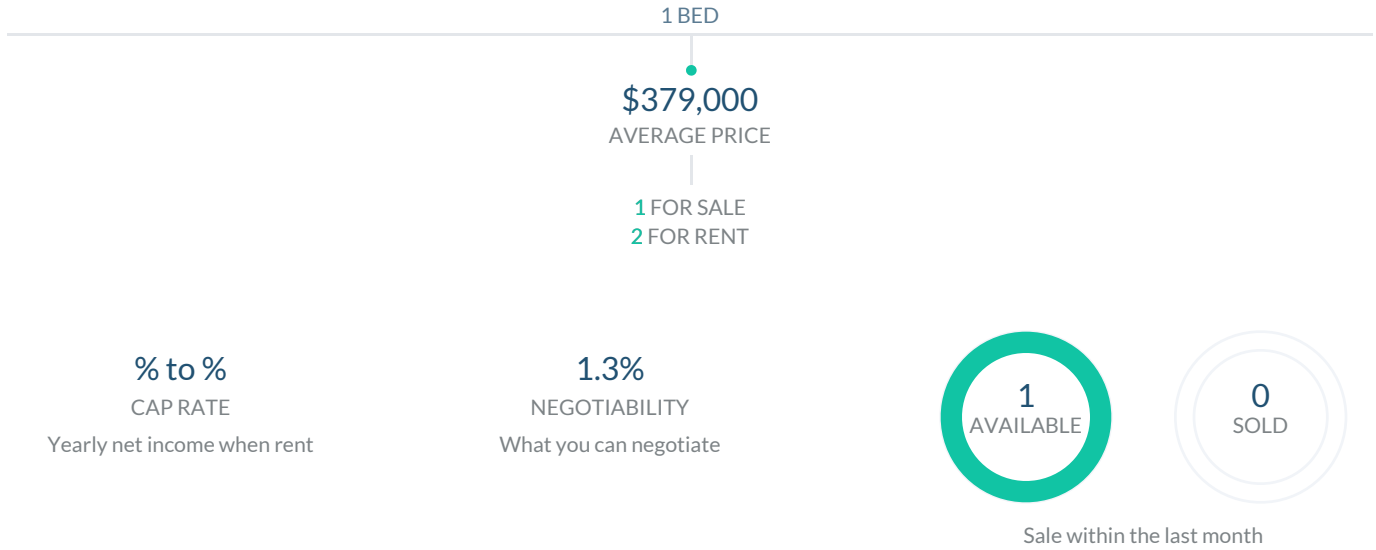 1 BED
$379,000
AVERAGE PRICE
1 FOR SALE
2 FOR RENT
% to %
CAP RATE
Yearly net income when rent
1.3%
NEGOTIABILITY
What you can negotiate
1
AVAILABLE
0
SOLD
Sale within the last month